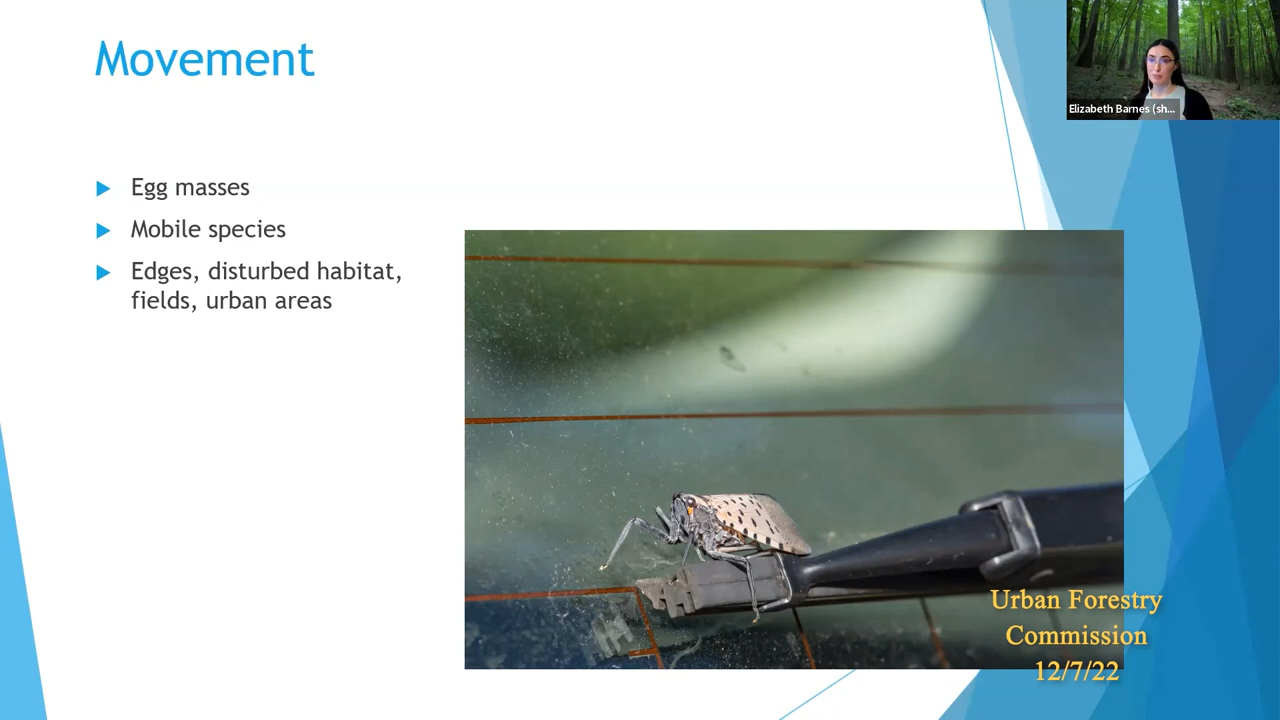 Movement
Elizabeth Barnes (sh...
Egg masses
Mobile species
Edges, disturbed habitat,
fields, urban areas
Urban Forestry
Commission
12/7/22